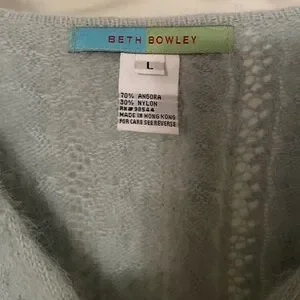 BETH BOWLEY
L
70% ANGORA
30% NYLON
RN# 98544
MADE IN HONG KONG
FOR CARE SEE REVERSE